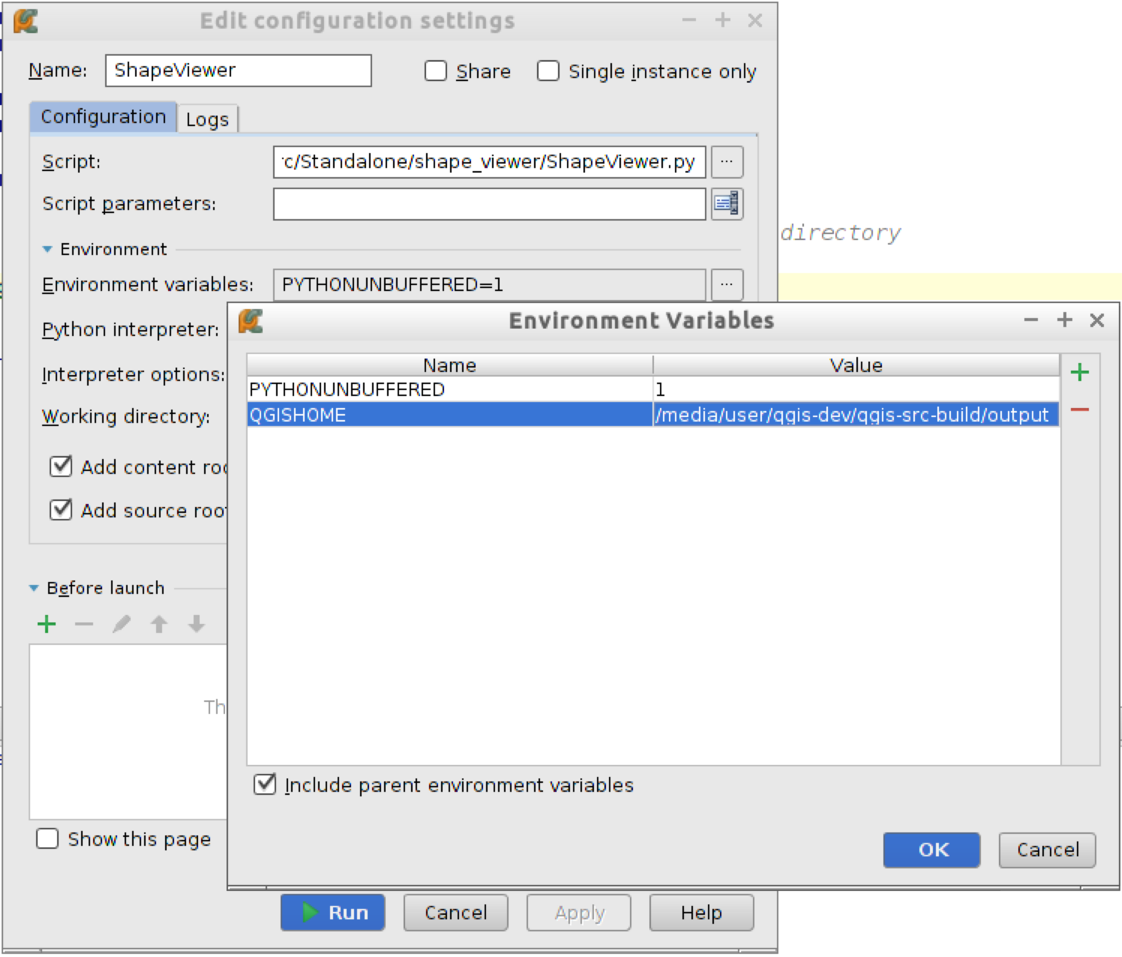 Edit configuration settings
Name: ShapeViewer Share Single instance only
Configuration Logs
Script: c/Standalone/shape_viewer/ShapeViewer.py ...
Script parameters:
directory
Environment
Environment variables: PYTHONUNBUFFERED=1 ...
Python interpreter:
Interpreter options:
Working directory:
Add content
Add source
Before launch
Show this page
Run Cancel Apply Help
Environment Variables
Name Value
PYTHONUNBUFFERED 1
QGISHOME /media/user/qgis-dev/qgis-src-build/output
Include parent environment variables
OK Cancel